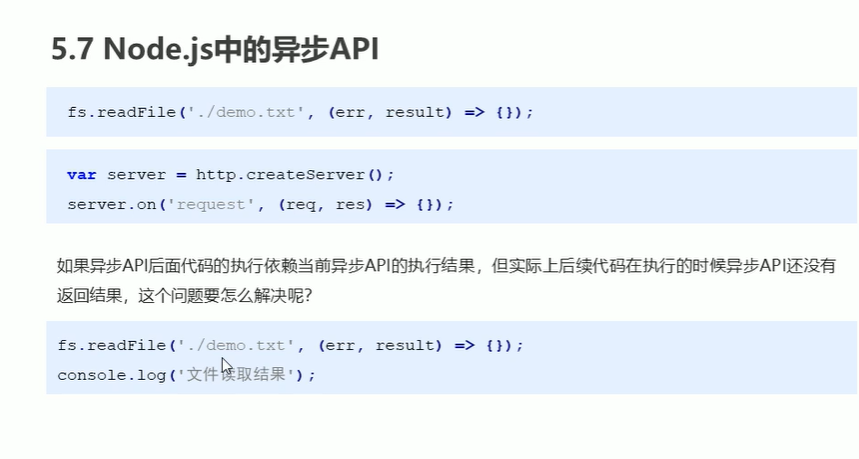 5.7 Node.js中的异步API
fs.readFile('./demo.txt', (err, result) => {});
var server = http.createServer();
server.on('request', (req, res) => {});
如果异步API后面代码的执行依赖当前异步API的执行结果，但实际上后续代码在执行的时候异步API还没有
返回结果，这个问题要怎么解决呢？
fs.readFile('./demo.txt', (err, result) => {});
console.log('文件读取结果');